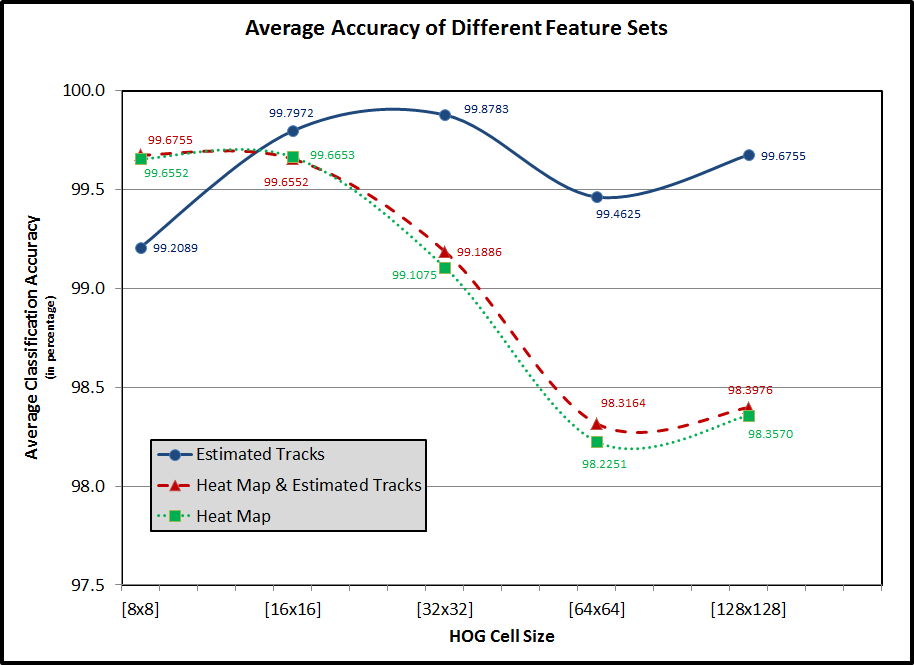 Average Accuracy of Different Feature Sets
100.0
99.5
99.0
98.5
98.0
97.5
Average Classification Accuracy
(in percentage)
99.6755
99.6552
99.2089
99.7972
99.6653
99.6552
99.8783
99.1886
99.1075
99.4625
98.3164
98.2251
99.6755
98.3976
98.3570
Estimated Tracks
Heat Map & Estimated Tracks
Heat Map
[8x8] [16x16] [32x32] [64x64] [128x128]
HOG Cell Size